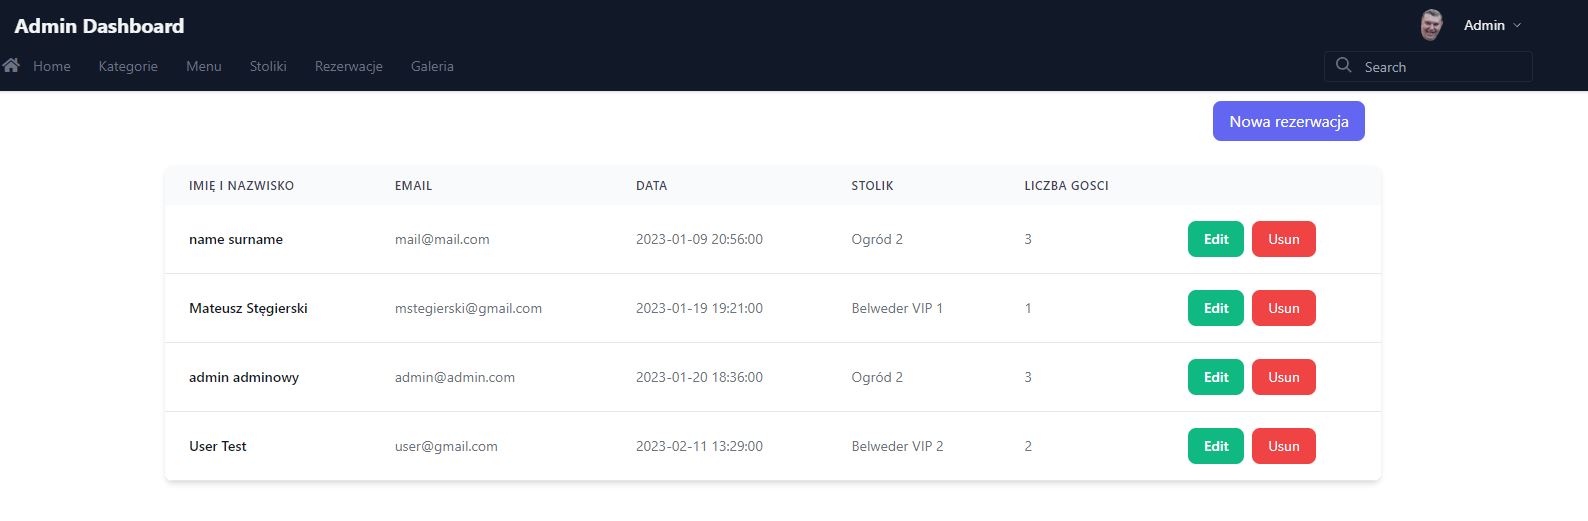 Admin Dashboard
Admin
Home Kategorie Menu Stoliki Rezerwacje Galeria
Search
Nowa rezerwacja
IMIĘ I NAZWISKO EMAIL DATA STOLIK LICZBA GOSCI
name surname mail@mail.com 2023-01-09 20:56:00 Ogród 2 3 Edit Usun
Mateusz Stęgierski mstegierski@gmail.com 2023-01-19 19:21:00 Belweder VIP 1 1 Edit Usun
admin adminowy admin@admin.com 2023-01-20 18:36:00 Ogród 2 3 Edit Usun
User Test user@gmail.com 2023-02-11 13:29:00 Belweder VIP 2 2 Edit Usun